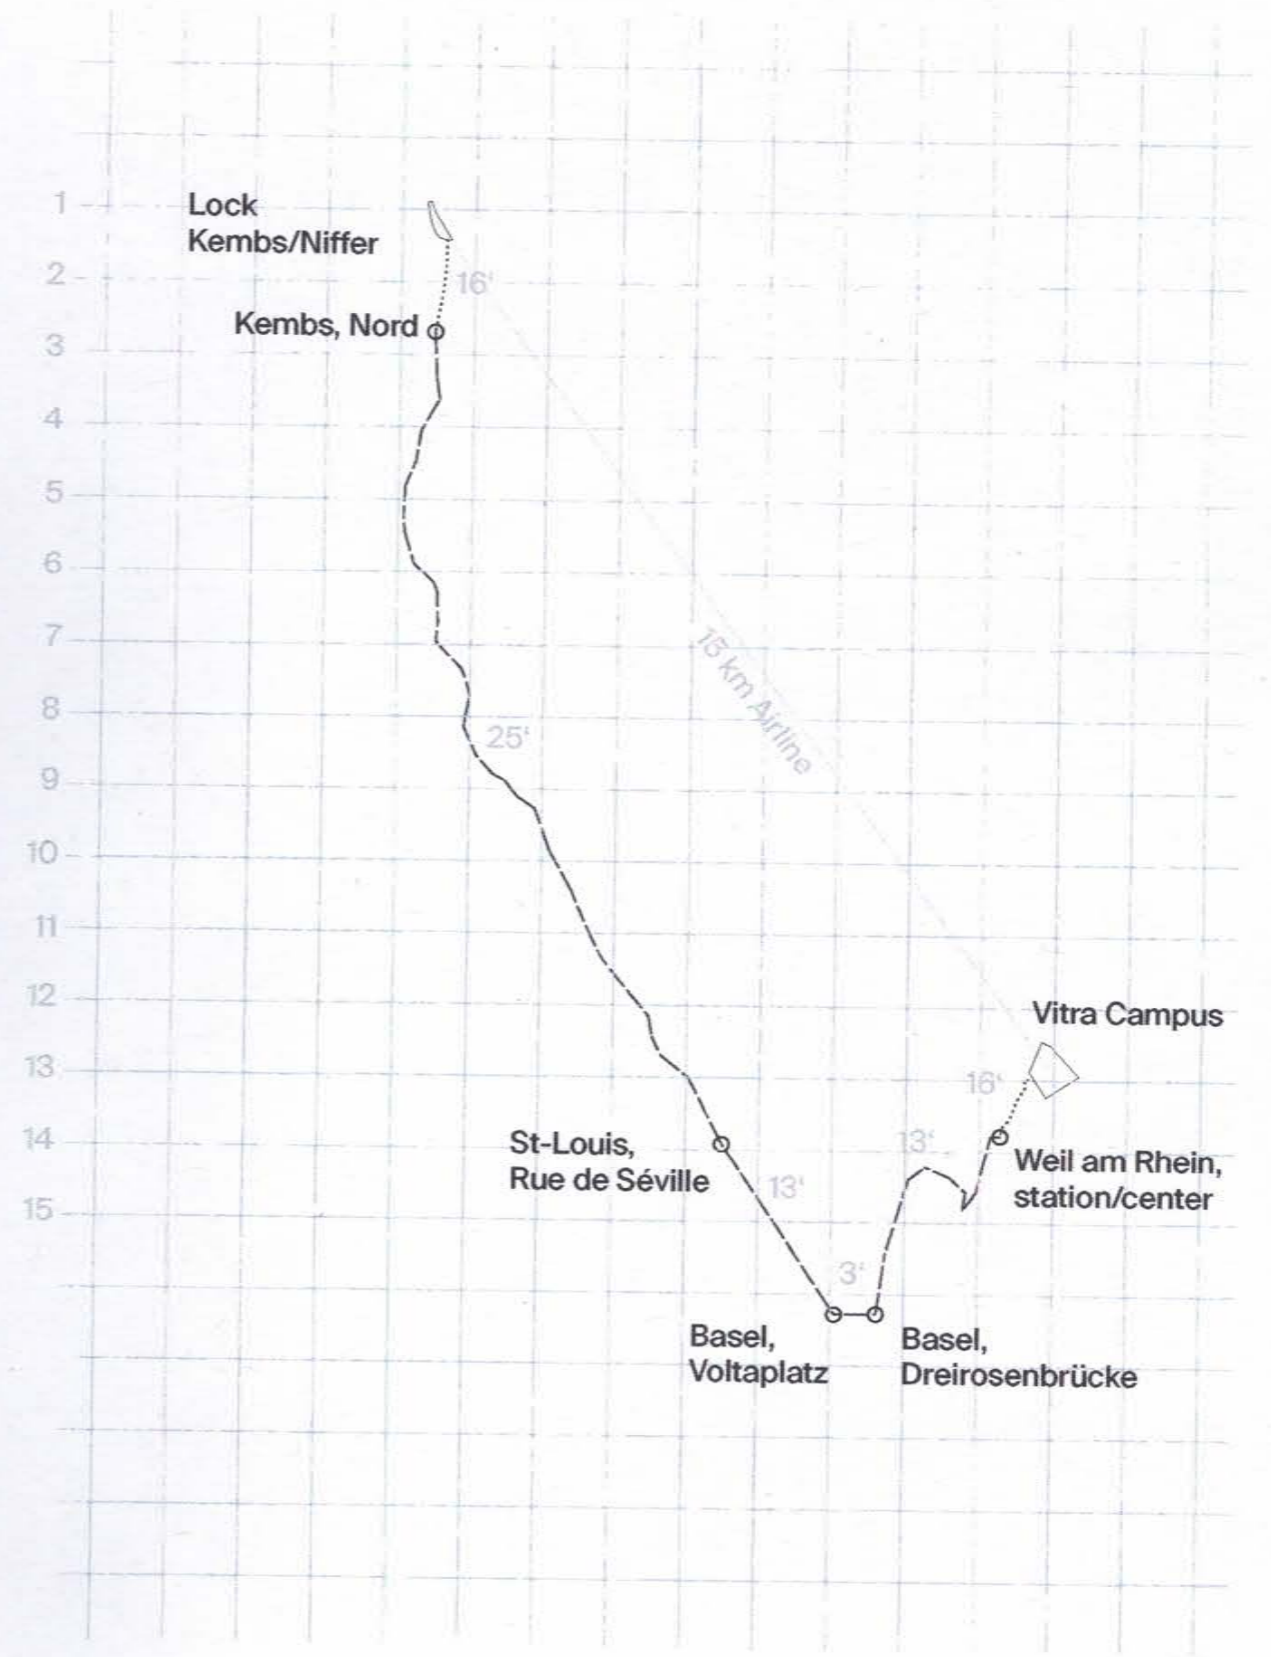 1
Lock
Kembs/Niffer
2
16'
Kembs, Nord
3
4
5
6
7
km Airline
8
25'
9
10
11
12
Vitra Campus
13
16'
14
St-Louis,
Rue de Séville
13'
13'
Weil am Rhein,
station/center
15
3'
Basel,
Voltaplatz
Basel,
Dreirosenbrücke